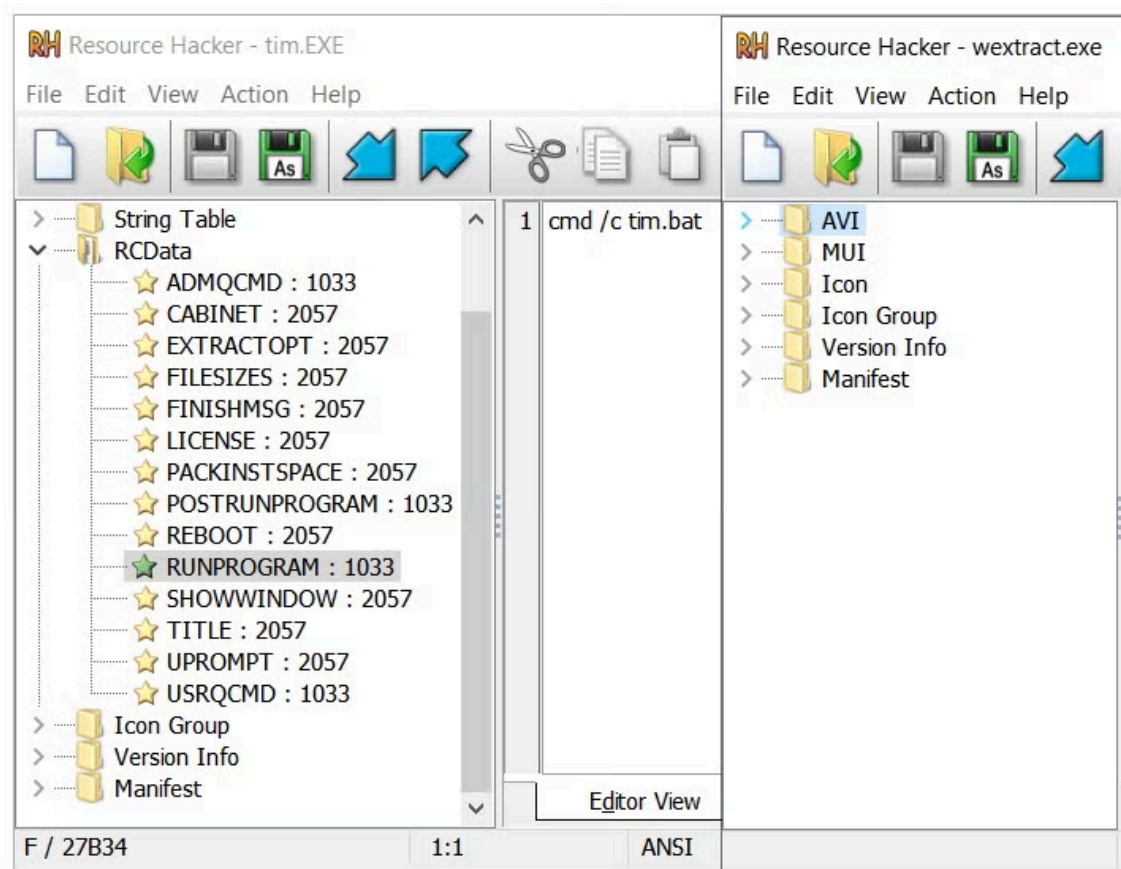 RH Resource Hacker - tim.EXE
File Edit View Action Help
As
String Table
RCData
ADMQCMD : 1033
CABINET : 2057
EXTRACTOPT : 2057
FILESIZES : 2057
FINISHMSG : 2057
LICENSE : 2057
PACKINSTSPACE : 2057
POSTRUNPROGRAM : 1033
REBOOT : 2057
RUNPROGRAM : 1033
SHOWWINDOW : 2057
TITLE : 2057
UPROMPT : 2057
USRQCMD : 1033
Icon Group
Version Info
Manifest
1 cmd /c tim.bat
Editor View
F / 27B34 1:1 ANSI
RH Resource Hacker - wextract.exe
File Edit View Action Help
As
AVI
MUI
Icon
Icon Group
Version Info
Manifest